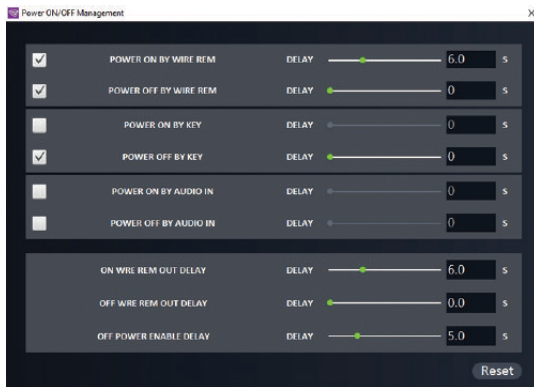 Power ON/OFF Management
POWER ON BY WIRE REM DELAY 6.0 s
POWER OFF BY WIRE REM DELAY 0 s
POWER ON BY KEY DELAY 0 s
POWER OFF BY KEY DELAY 0 s
POWER ON BY AUDIO IN DELAY 0 s
POWER OFF BY AUDIO IN DELAY 0 s
ON WRE REM OUT DELAY DELAY 6.0 s
OFF WRE REM OUT DELAY DELAY 0.0 s
OFF POWER ENABLE DELAY DELAY 5.0 s
Reset